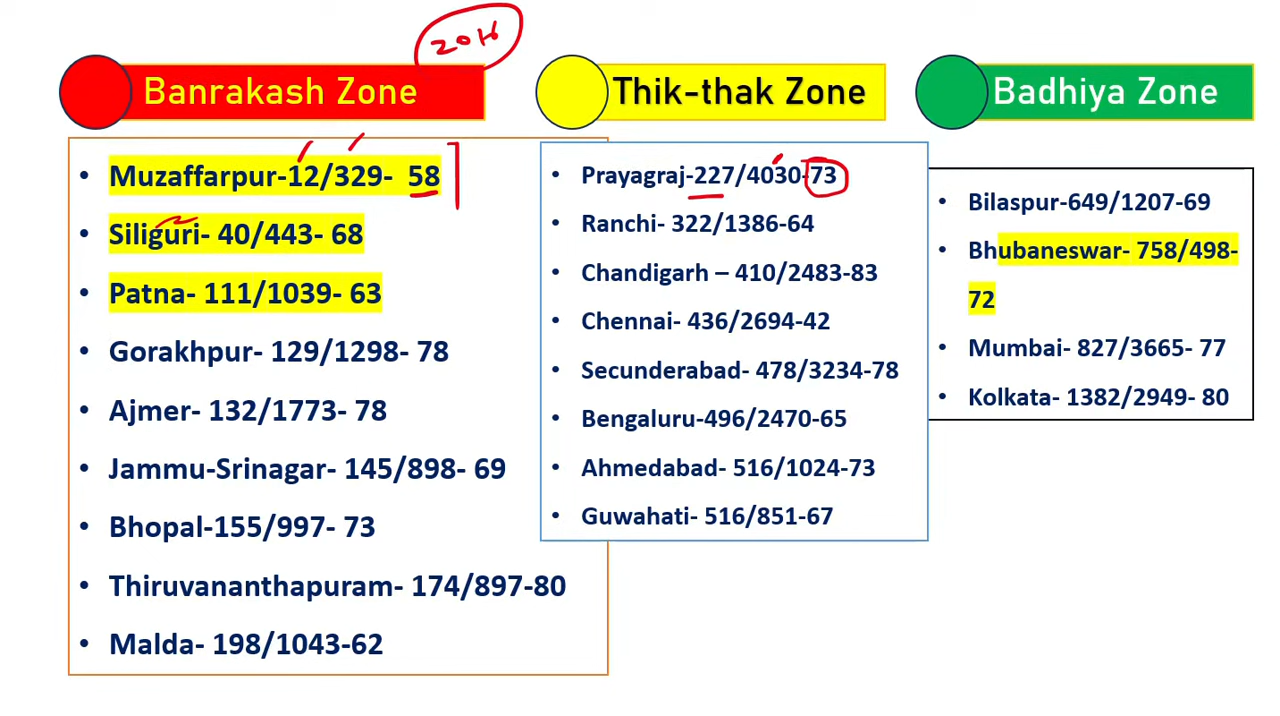 2016
Banrakash Zone
• Muzaffarpur-12/329- 58
• Siliguri- 40/443- 68
• Patna- 111/1039- 63
• Gorakhpur- 129/1298- 78
• Ajmer- 132/1773- 78
• Jammu-Srinagar- 145/898- 69
• Bhopal-155/997- 73
• Thiruvananthapuram- 174/897-80
• Malda- 198/1043-62
Thik-thak Zone
• Prayagraj-227/4030-73
• Ranchi- 322/1386-64
• Chandigarh – 410/2483-83
• Chennai- 436/2694-42
• Secunderabad- 478/3234-78
• Bengaluru-496/2470-65
• Ahmedabad- 516/1024-73
• Guwahati- 516/851-67
Badhiya Zone
• Bilaspur-649/1207-69
• Bhubaneswar- 758/498-
72
• Mumbai- 827/3665- 77
• Kolkata- 1382/2949- 80